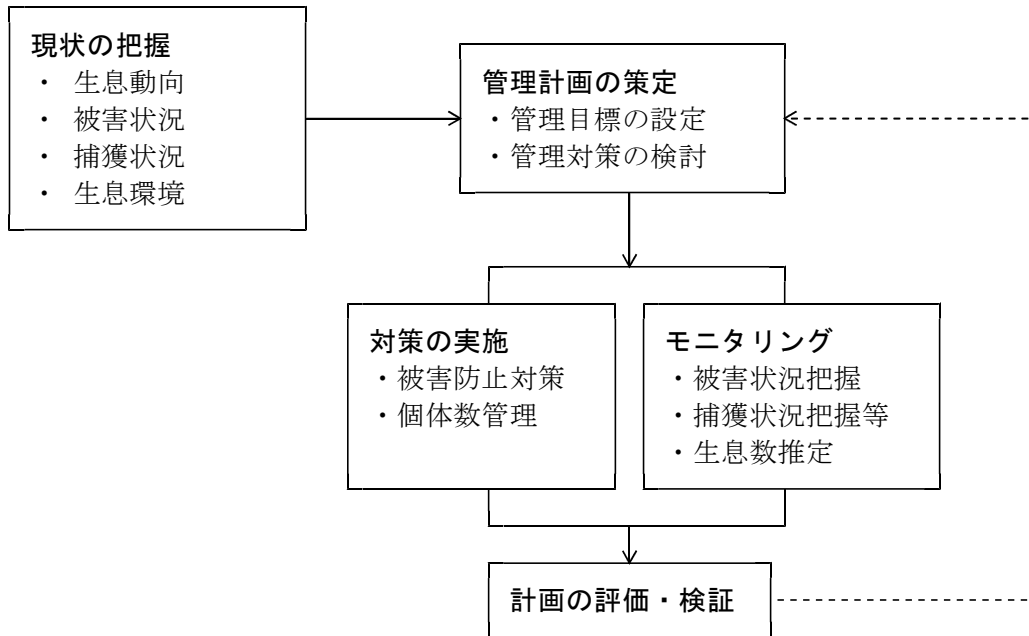 現状の把握
・ 生息動向
・ 被害状況
・ 捕獲状況
・ 生息環境
管理計画の策定
・管理目標の設定
・管理対策の検討
対策の実施
・被害防止対策
・個体数管理
モニタリング
・被害状況把握
・捕獲状況把握等
・生息数推定
計画の評価・検証